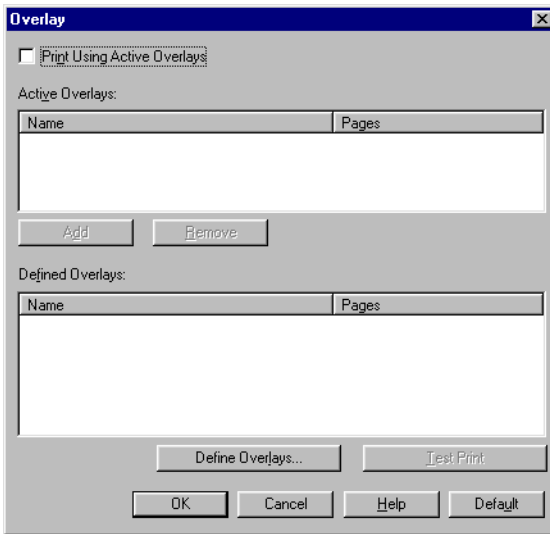 Overlay
Print Using Active Overlays
Active Overlays:
Name Pages
Add Remove
Defined Overlays:
Name Pages
Define Overlays... Test Print
OK Cancel Help Default